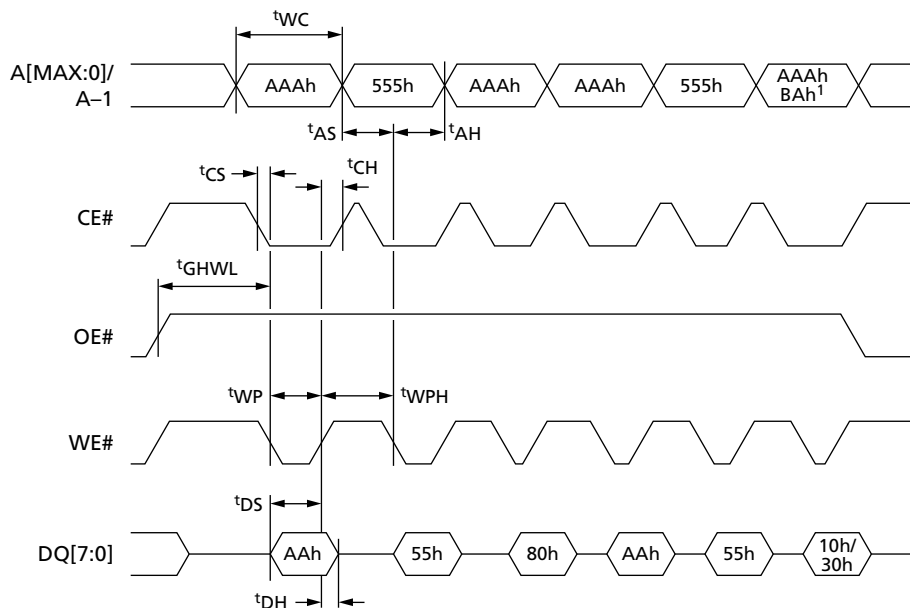 tWC
A[MAX:0]/
A–1
AAAh
555h
AAAh
AAAh
555h
AAAh
BAh1
tAS
tAH
tCS
tCH
CE#
tGHWL
OE#
tWP
tWPH
WE#
tDS
DQ[7:0]
AAh
55h
80h
AAh
55h
10h/
30h
tDH